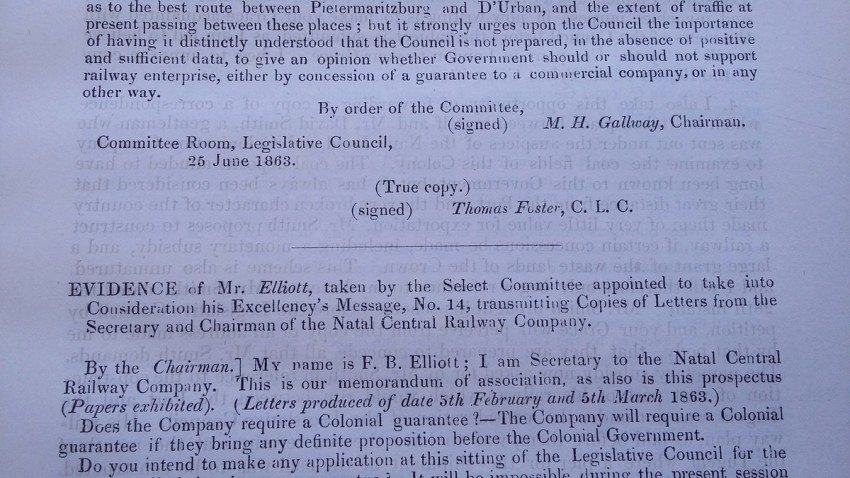 as to the best route between Pietermaritzburg and D'Urban, and the extent of traffic at
present passing between these places ; but it strongly urges upon the Council the importance
of having it distinctly understood that the Council is not prepared, in the absence of positive
and sufficient data, to give an opinion whether Government should or should not support
railway enterprise, either by concession of a guarantee to a commercial company, or in any
other way.
By order of the Committee,
(signed) M. H. Gallway, Chairman.
Committee Room, Legislative Council,
25 June 1863.
(True copy.)
(signed) Thomas Foster, C. L. C.
EVIDENCE of Mr. Elliott, taken by the Select Committee appointed to take into
Consideration his Excellency's Message, No. 14, transmitting Copies of Letters from the
Secretary and Chairman of the Natal Central Railway Company.
By the Chairman.] MY name is F. B. Elliott ; I am Secretary to the Natal Central
Railway Company. This is our memorandum of association, as also is this prospectus
(Papers exhibited). (Letters produced of date 5th February and 5th March 1863.)
Does the Company require a Colonial guarantee ?—The Company will require a Colonial
guarantee if they bring any definite proposition before the Colonial Government.
Do you intend to make any application at this sitting of the Legislative Council for the
It will be impossible during the present session